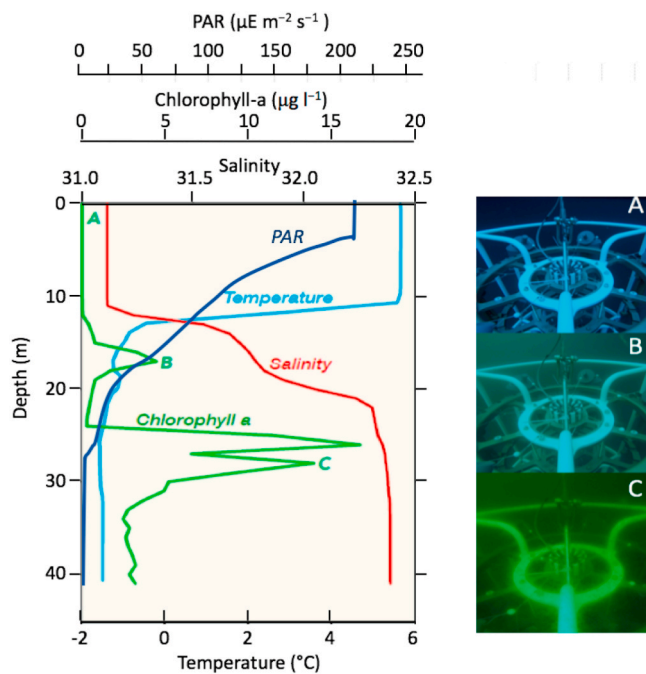 PAR (µE m⁻² s⁻¹)
0 50 100 150 200 250
Chlorophyll-a (µg l⁻¹)
0 5 10 15 20
Salinity
31.0 31.5 32.0 32.5
0
10
20
30
40
Depth (m)
A
PAR
Temperature
B
Salinity
Chlorophyll a
C
-2 0 2 4 6
Temperature (°C)
A
B
C